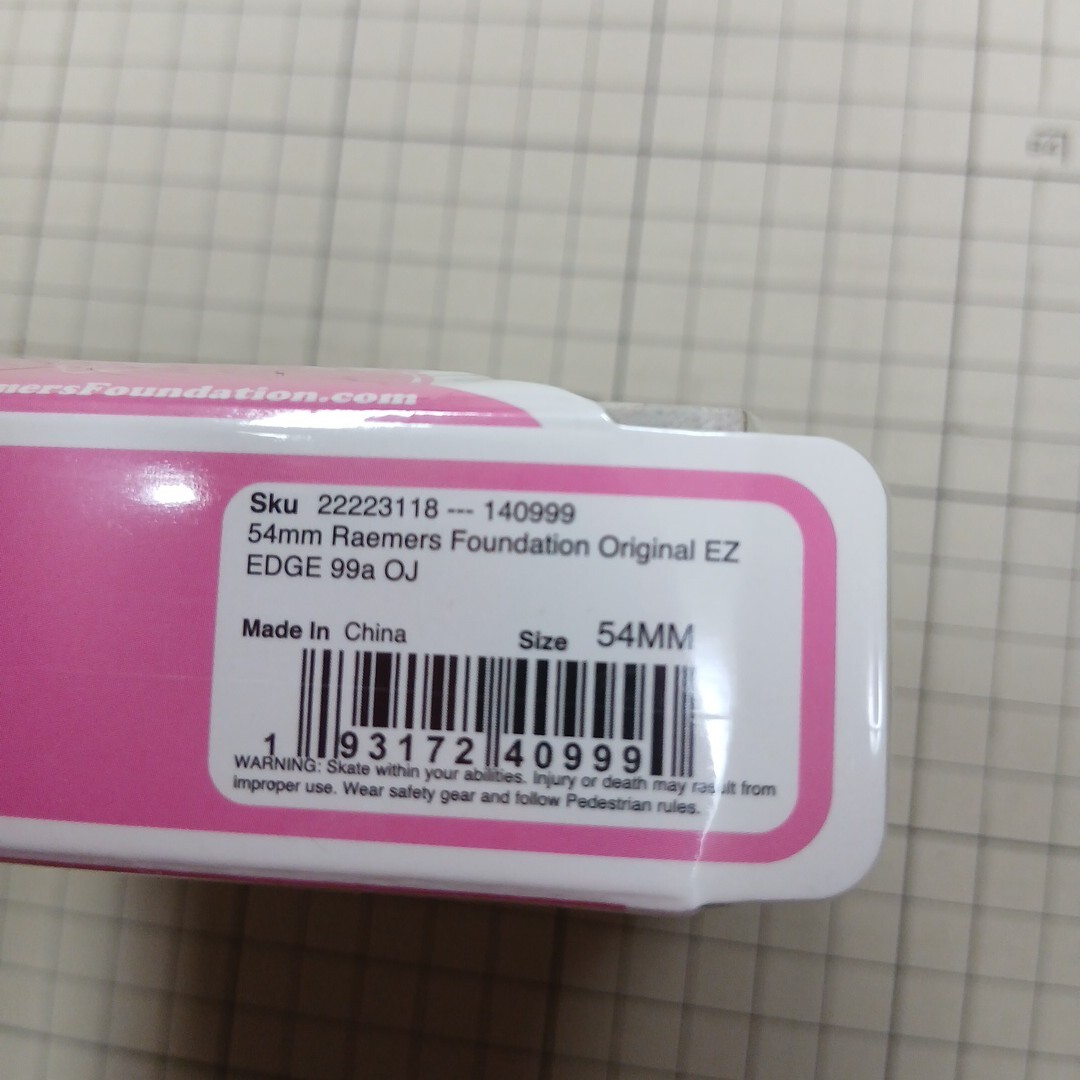 mersFoundation.com
Sku 22223118 --- 140999
54mm Raemers Foundation Original EZ
EDGE 99a OJ
Made In China Size 54MM
1 93172 40999
WARNING: Skate within your abilities. Injury or death may result from
improper use. Wear safety gear and follow Pedestrian rules.